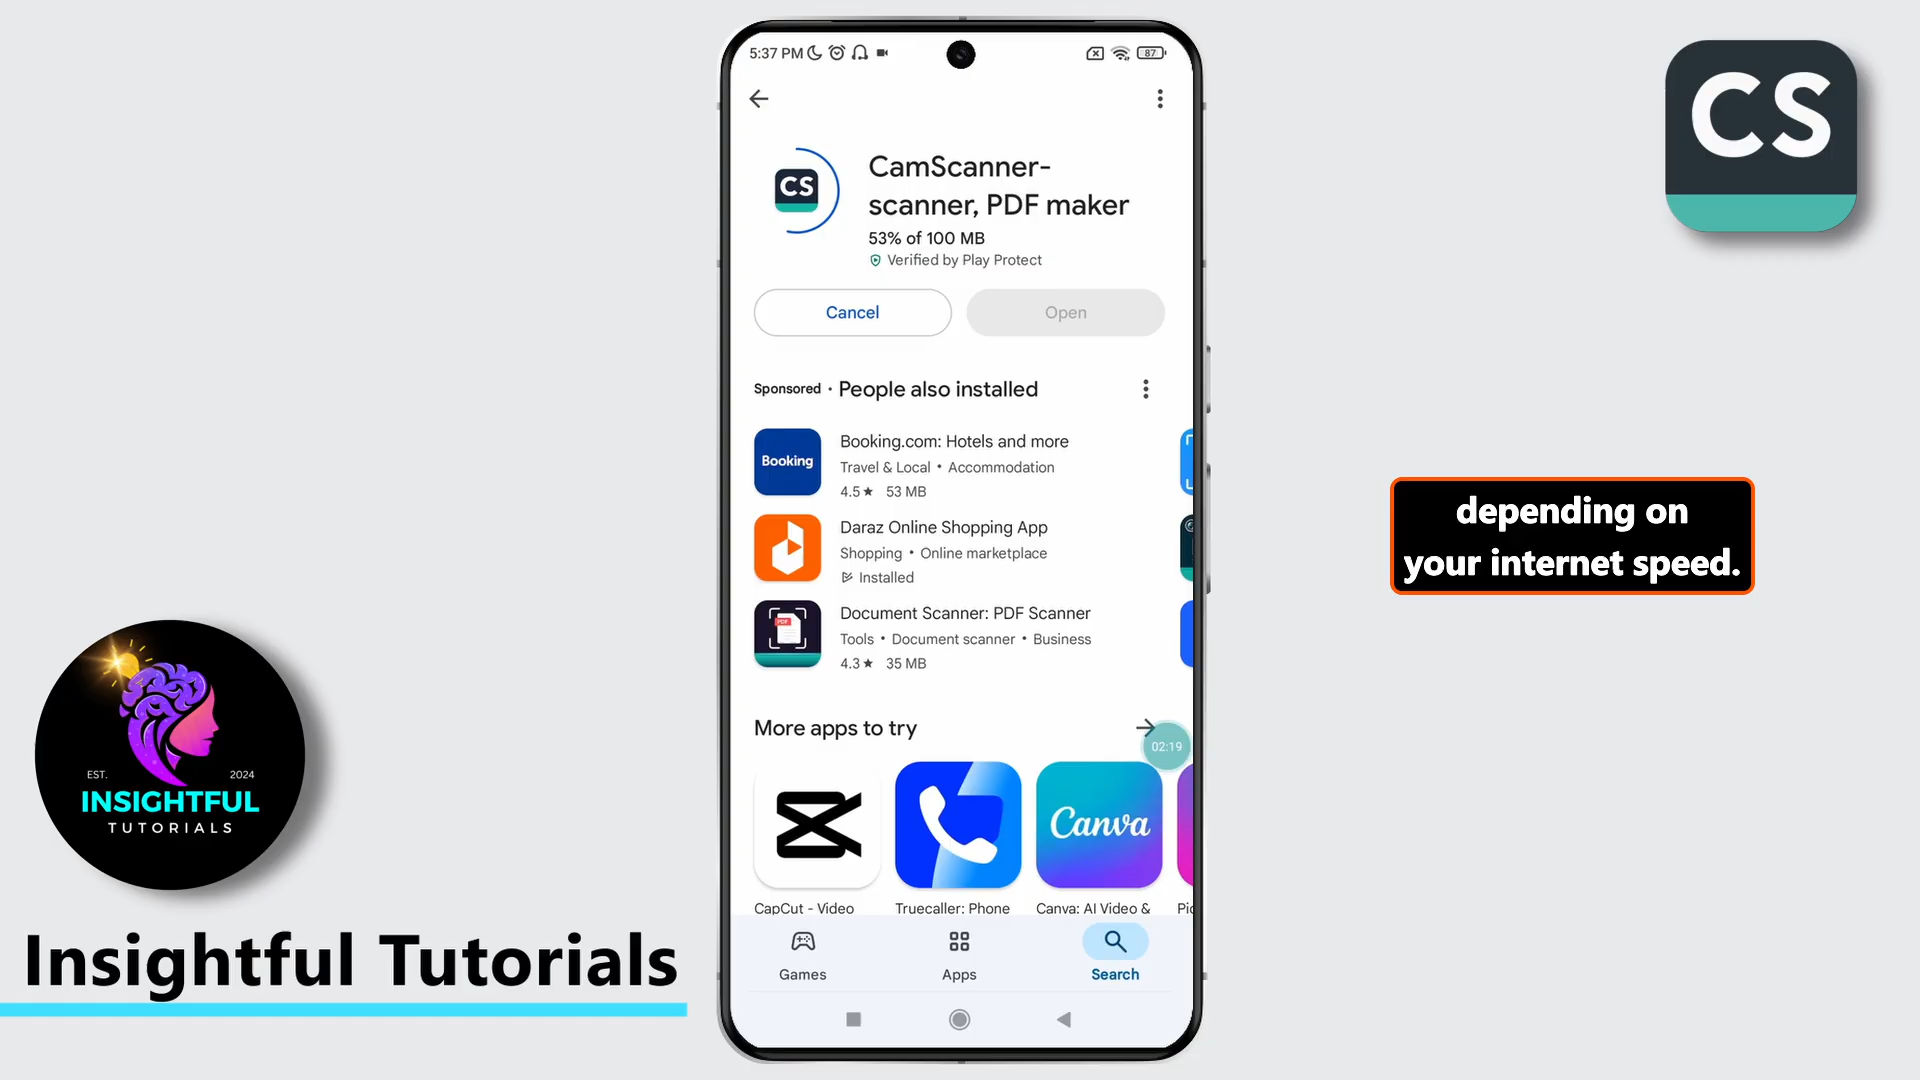 5:37 PM
87
CS
CS
CamScanner-
scanner, PDF maker
53% of 100 MB
Verified by Play Protect
Cancel
Open
Sponsored • People also installed
Booking
Booking.com: Hotels and more
Travel & Local • Accommodation
4.5★ 53 MB
Daraz Online Shopping App
Shopping • Online marketplace
Installed
PDF
Document Scanner: PDF Scanner
Tools • Document scanner • Business
4.3★ 35 MB
More apps to try
02:19
Canva
CapCut - Video
Truecaller: Phone
Canva: AI Video &
Pic
Games
Apps
Search
depending on
your internet speed.
EST. 2024
INSIGHTFUL
TUTORIALS
Insightful Tutorials